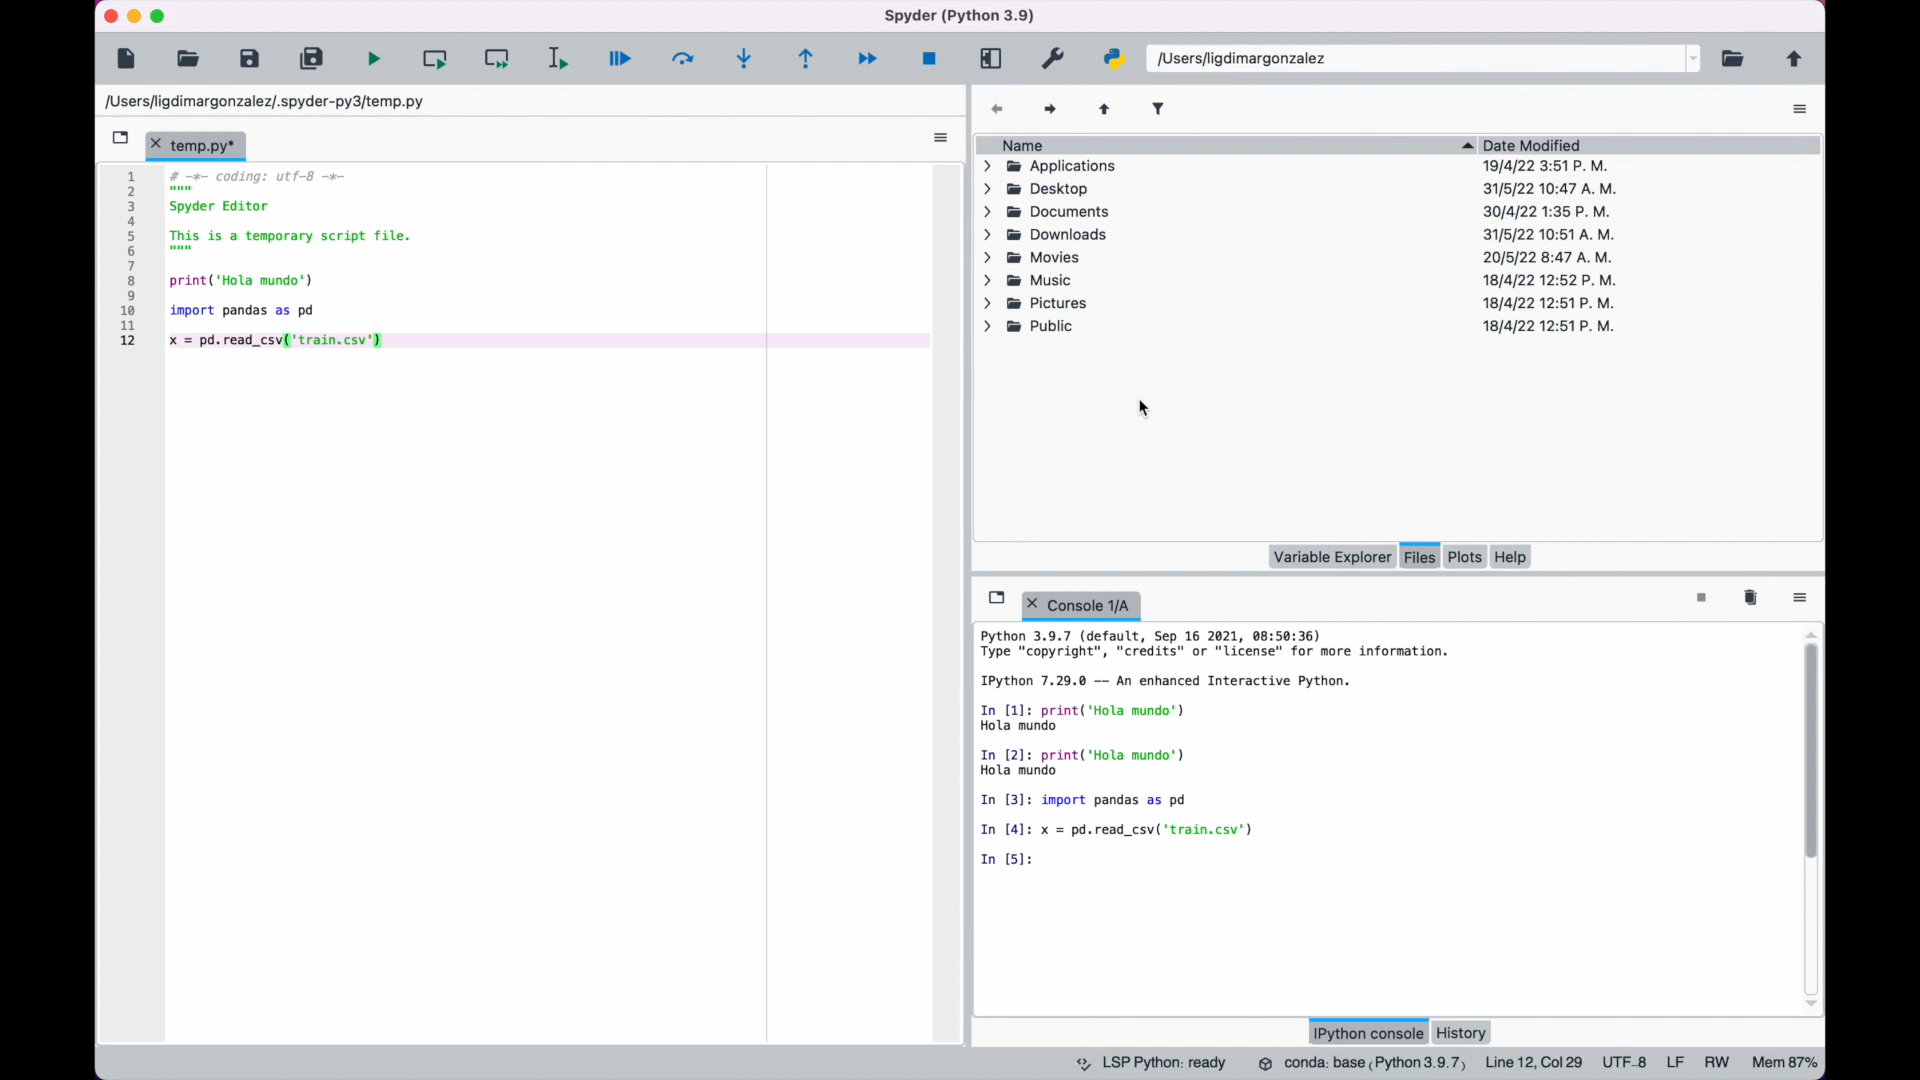 Spyder (Python 3.9)
/Users/ligdimargonzalez
/Users/ligdimargonzalez/.spyder-py3/temp.py
temp.py*
1 # -*- coding: utf-8 -*-
2 """
3 Spyder Editor
4
5 This is a temporary script file.
6 """
7
8 print('Hola mundo')
9
10 import pandas as pd
11
12 x = pd.read_csv('train.csv')
Name Date Modified
Applications 19/4/22 3:51 P. M.
Desktop 31/5/22 10:47 A. M.
Documents 30/4/22 1:35 P. M.
Downloads 31/5/22 10:51 A. M.
Movies 20/5/22 8:47 A. M.
Music 18/4/22 12:52 P. M.
Pictures 18/4/22 12:51 P. M.
Public 18/4/22 12:51 P. M.
Variable Explorer Files Plots Help
Console 1/A
Python 3.9.7 (default, Sep 16 2021, 08:50:36)
Type "copyright", "credits" or "license" for more information.
IPython 7.29.0 -- An enhanced Interactive Python.
In [1]: print('Hola mundo')
Hola mundo
In [2]: print('Hola mundo')
Hola mundo
In [3]: import pandas as pd
In [4]: x = pd.read_csv('train.csv')
In [5]:
IPython console History
LSP Python: ready conda: base (Python 3.9.7) Line 12, Col 29 UTF-8 LF RW Mem 87%